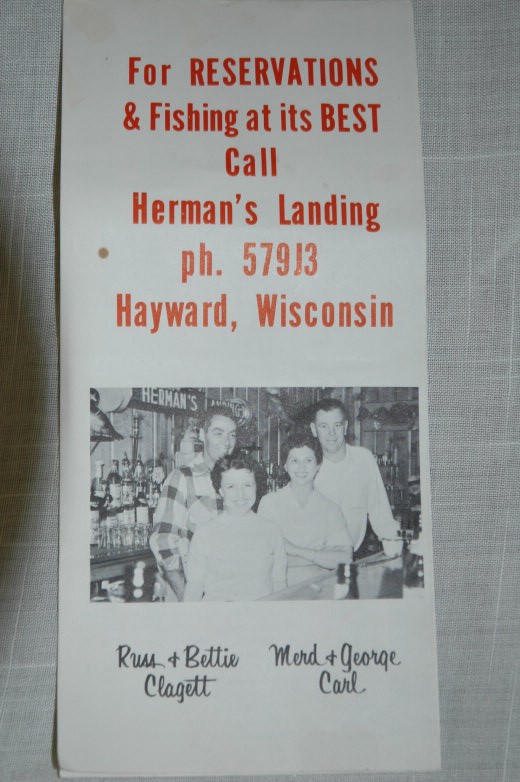 For RESERVATIONS
& Fishing at its BEST
Call
Herman's Landing
ph. 579J3
Hayward, Wisconsin
HERMAN'S LANDING
Russ & Bettie Merd & George
Clagett Carl